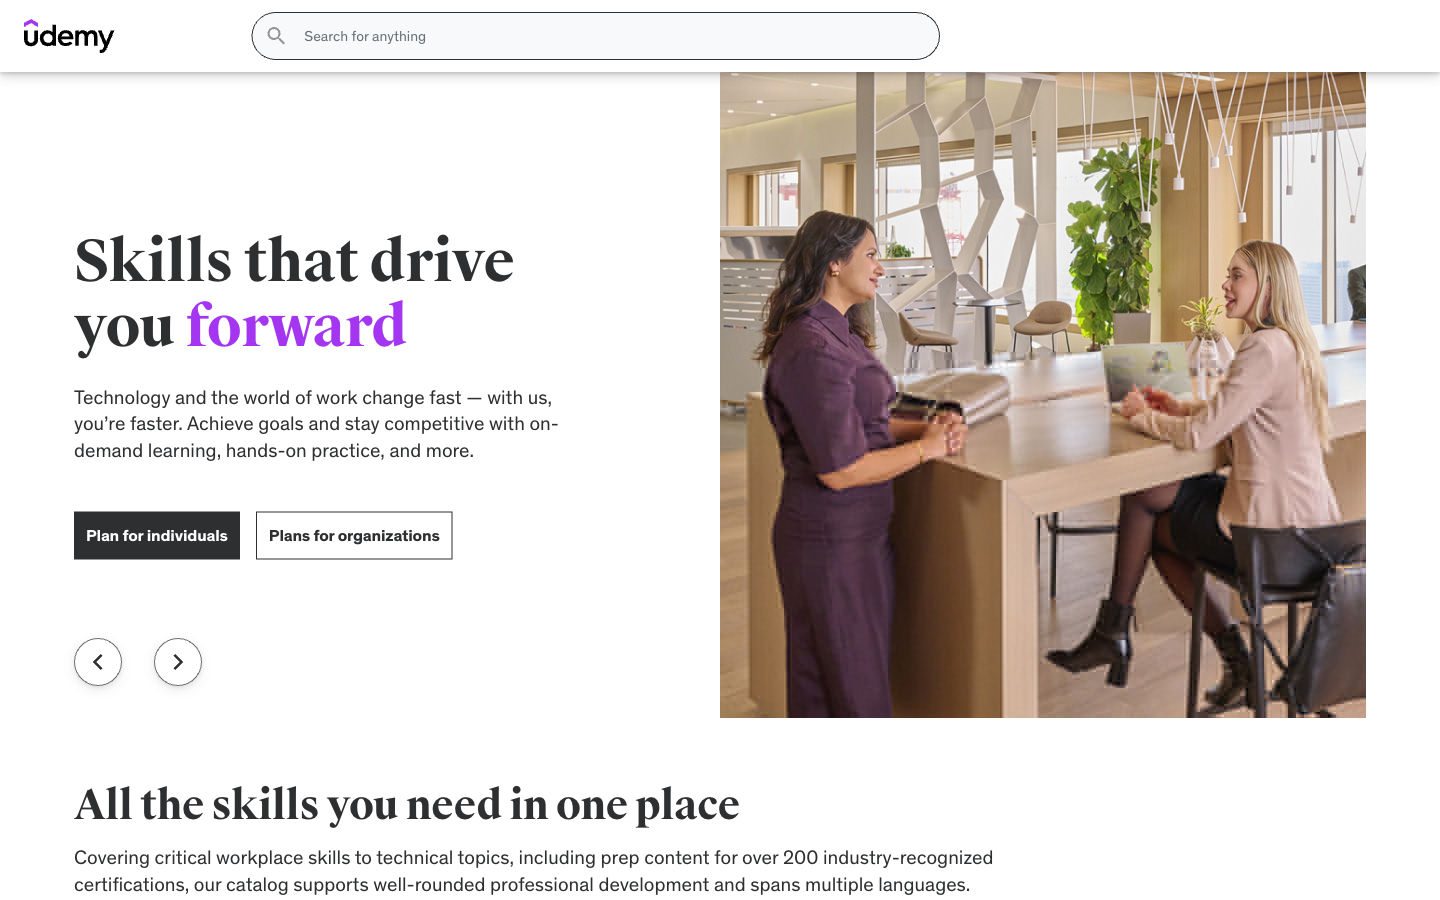 udemy
Search for anything
Skills that drive
you forward
Technology and the world of work change fast — with us,
you're faster. Achieve goals and stay competitive with on-
demand learning, hands-on practice, and more.
Plan for individuals
Plans for organizations
All the skills you need in one place
Covering critical workplace skills to technical topics, including prep content for over 200 industry-recognized
certifications, our catalog supports well-rounded professional development and spans multiple languages.